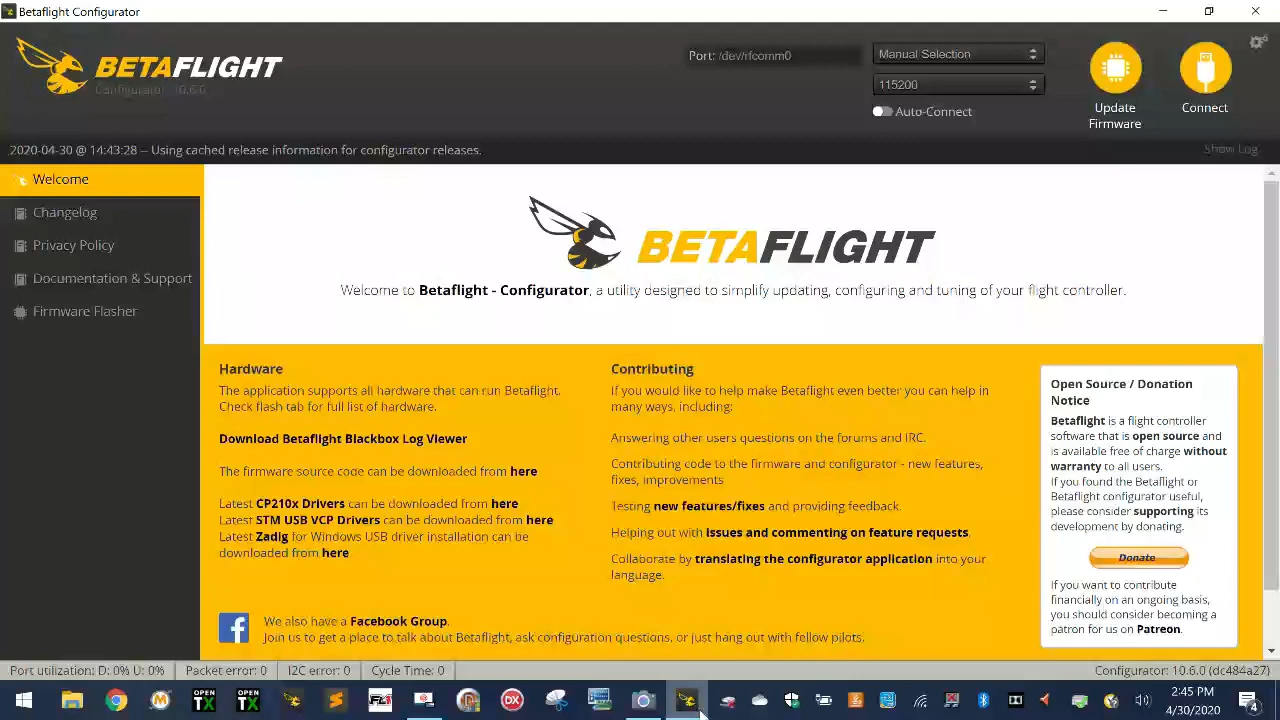 Betaflight Configurator
BETAFLIGHT
Configurator 10.6.0
Port: /dev/rfcomm0
Manual Selection
115200
Auto-Connect
Update
Firmware
Connect
2020-04-30 @ 14:43:28 -- Using cached release information for configurator releases.
Show Log
Welcome
Changelog
Privacy Policy
Documentation & Support
Firmware Flasher
BETAFLIGHT
Welcome to Betaflight - Configurator, a utility designed to simplify updating, configuring and tuning of your flight controller.
Hardware
The application supports all hardware that can run Betaflight.
Check flash tab for full list of hardware.
Download Betaflight Blackbox Log Viewer
The firmware source code can be downloaded from here
Latest CP210x Drivers can be downloaded from here
Latest STM USB VCP Drivers can be downloaded from here
Latest Zadig for Windows USB driver installation can be
downloaded from here
Contributing
If you would like to help make Betaflight even better you can help in
many ways, including:
Answering other users questions on the forums and IRC.
Contributing code to the firmware and configurator - new features,
fixes, improvements
Testing new features/fixes and providing feedback.
Helping out with issues and commenting on feature requests.
Collaborate by translating the configurator application into your
language.
Open Source / Donation
Notice
Betaflight is a flight controller
software that is open source and
is available free of charge without
warranty to all users.
If you found the Betaflight or
Betaflight configurator useful,
please consider supporting its
development by donating.
Donate
If you want to contribute
financially on an ongoing basis,
you should consider becoming a
patron for us on Patreon.
We also have a Facebook Group.
Join us to get a place to talk about Betaflight, ask configuration questions, or just hang out with fellow pilots.
Port utilization: D: 0% U: 0%
Packet error: 0
I2C error: 0
Cycle Time: 0
Configurator: 10.6.0 (dc484a27)
OPEN
TX
OPEN
TX
DX
2:45 PM
4/30/2020
4